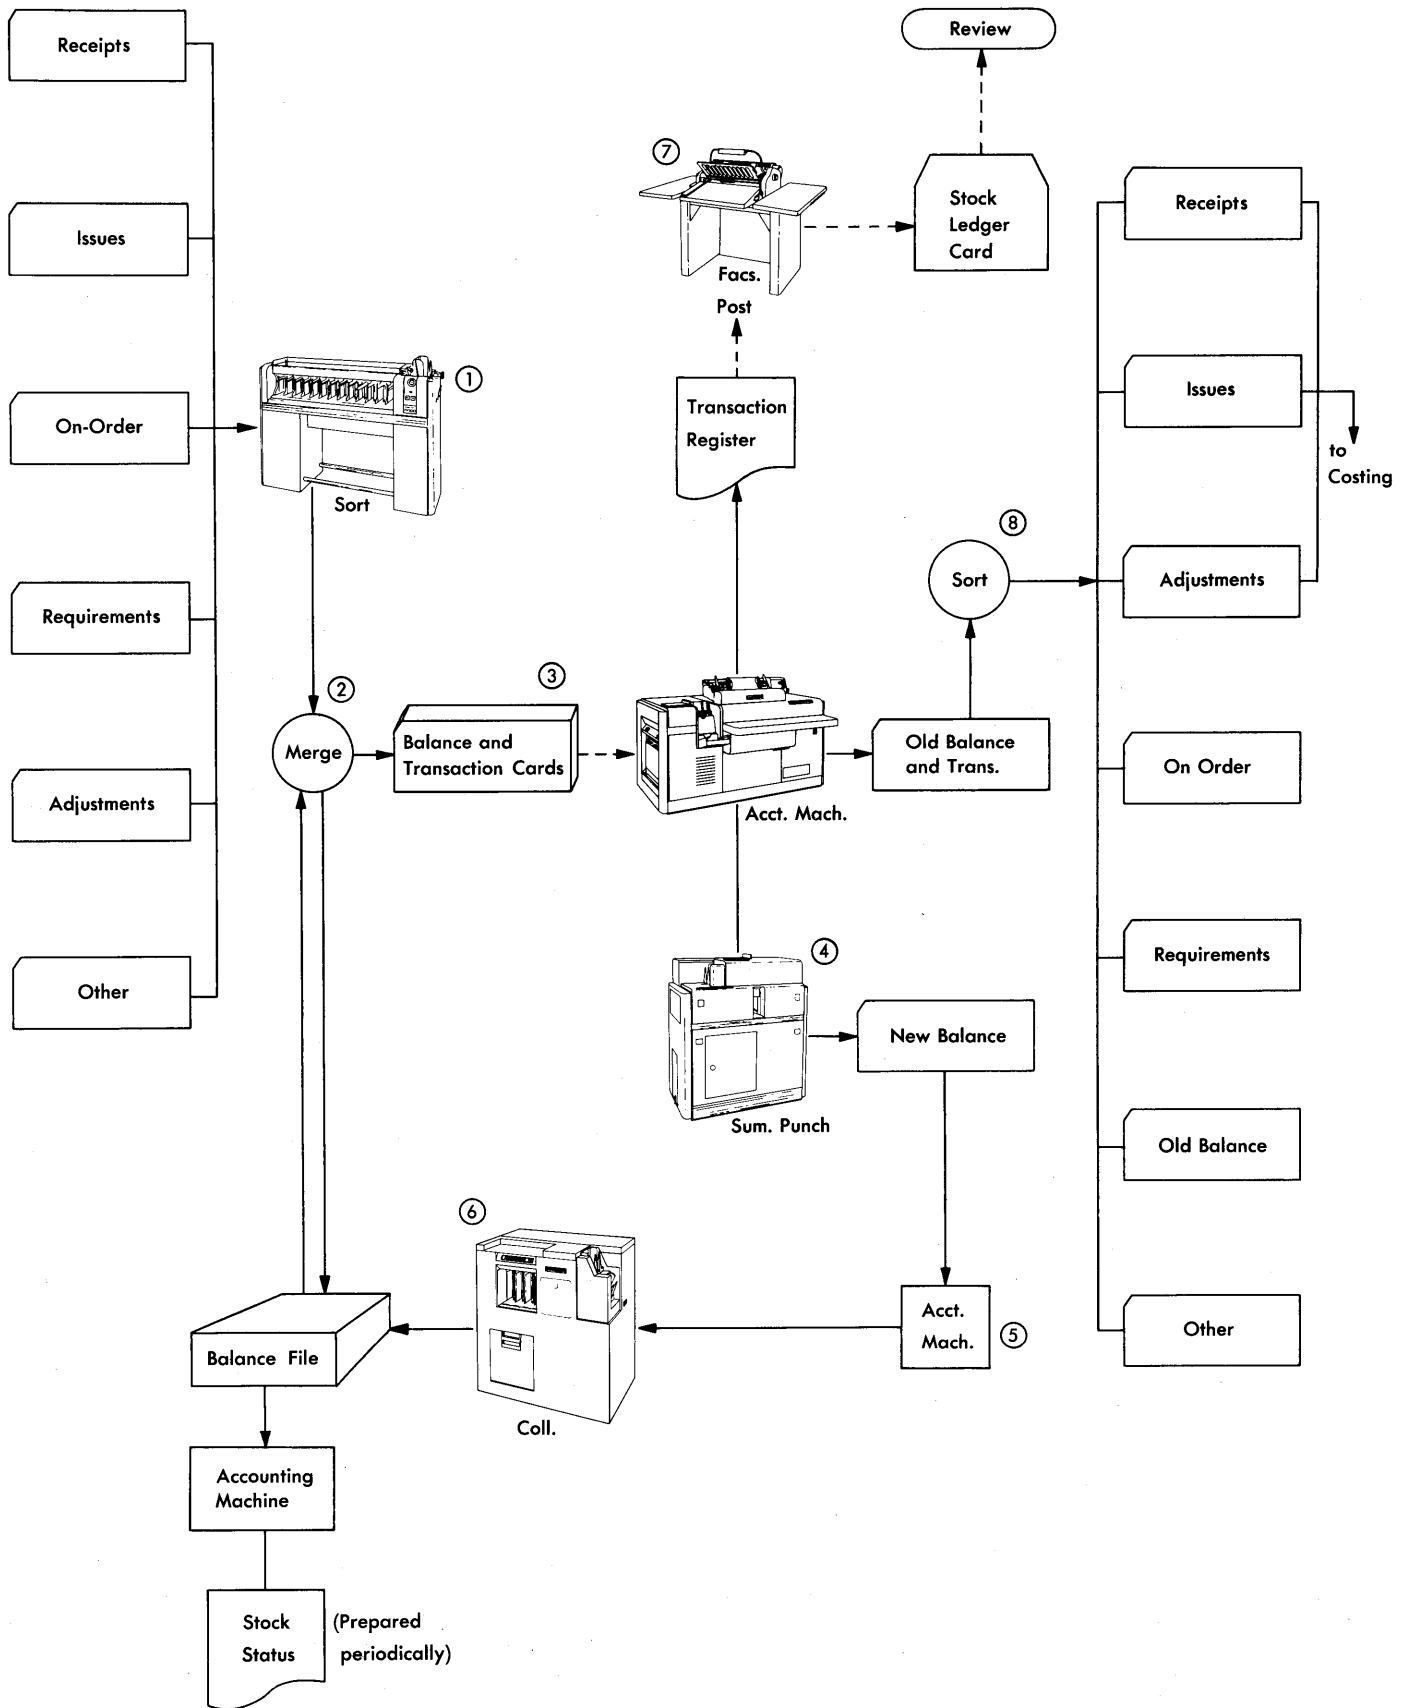 Receipts
Issues
On-Order
Requirements
Adjustments
Other
1
Sort
2
Merge
3
Balance and
Transaction Cards
Acct. Mach.
Transaction
Register
Post
7
Facs.
Stock
Ledger
Card
Review
Old Balance
and Trans.
8
Sort
Receipts
Issues
Adjustments
to
Costing
On Order
Requirements
Old Balance
Other
4
Sum. Punch
New Balance
Acct.
Mach.
5
6
Coll.
Balance File
Accounting
Machine
Stock
Status
(Prepared
periodically)